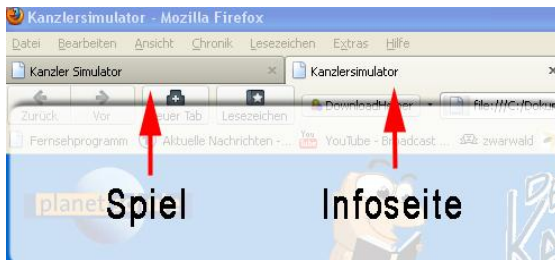 Kanzlersimulator - Mozilla Firefox
Datei Bearbeiten Ansicht Chronik Lesezeichen Extras Hilfe
Kanzler Simulator Kanzlersimulator
Zurück Vor Neuer Tab Lesezeichen DownloadHelper file:///C:/Dokum
Fernsehprogramm Aktuelle Nachrichten -... YouTube - Broadcast ... zwarwald
planet
Spiel Infoseite